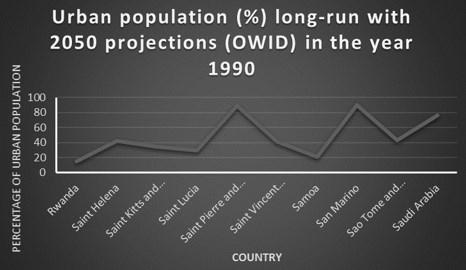 Urban population (%) long-run with
2050 projections (OWID) in the year
1990
PERCENTAGE OF URBAN POPULATION
100
80
60
40
20
0
Rwanda
Saint Helena
Saint Kitts and...
Saint Lucia
Saint Pierre and...
Saint Vincent...
Samoa
San Marino
Sao Tome and...
Saudi Arabia
COUNTRY